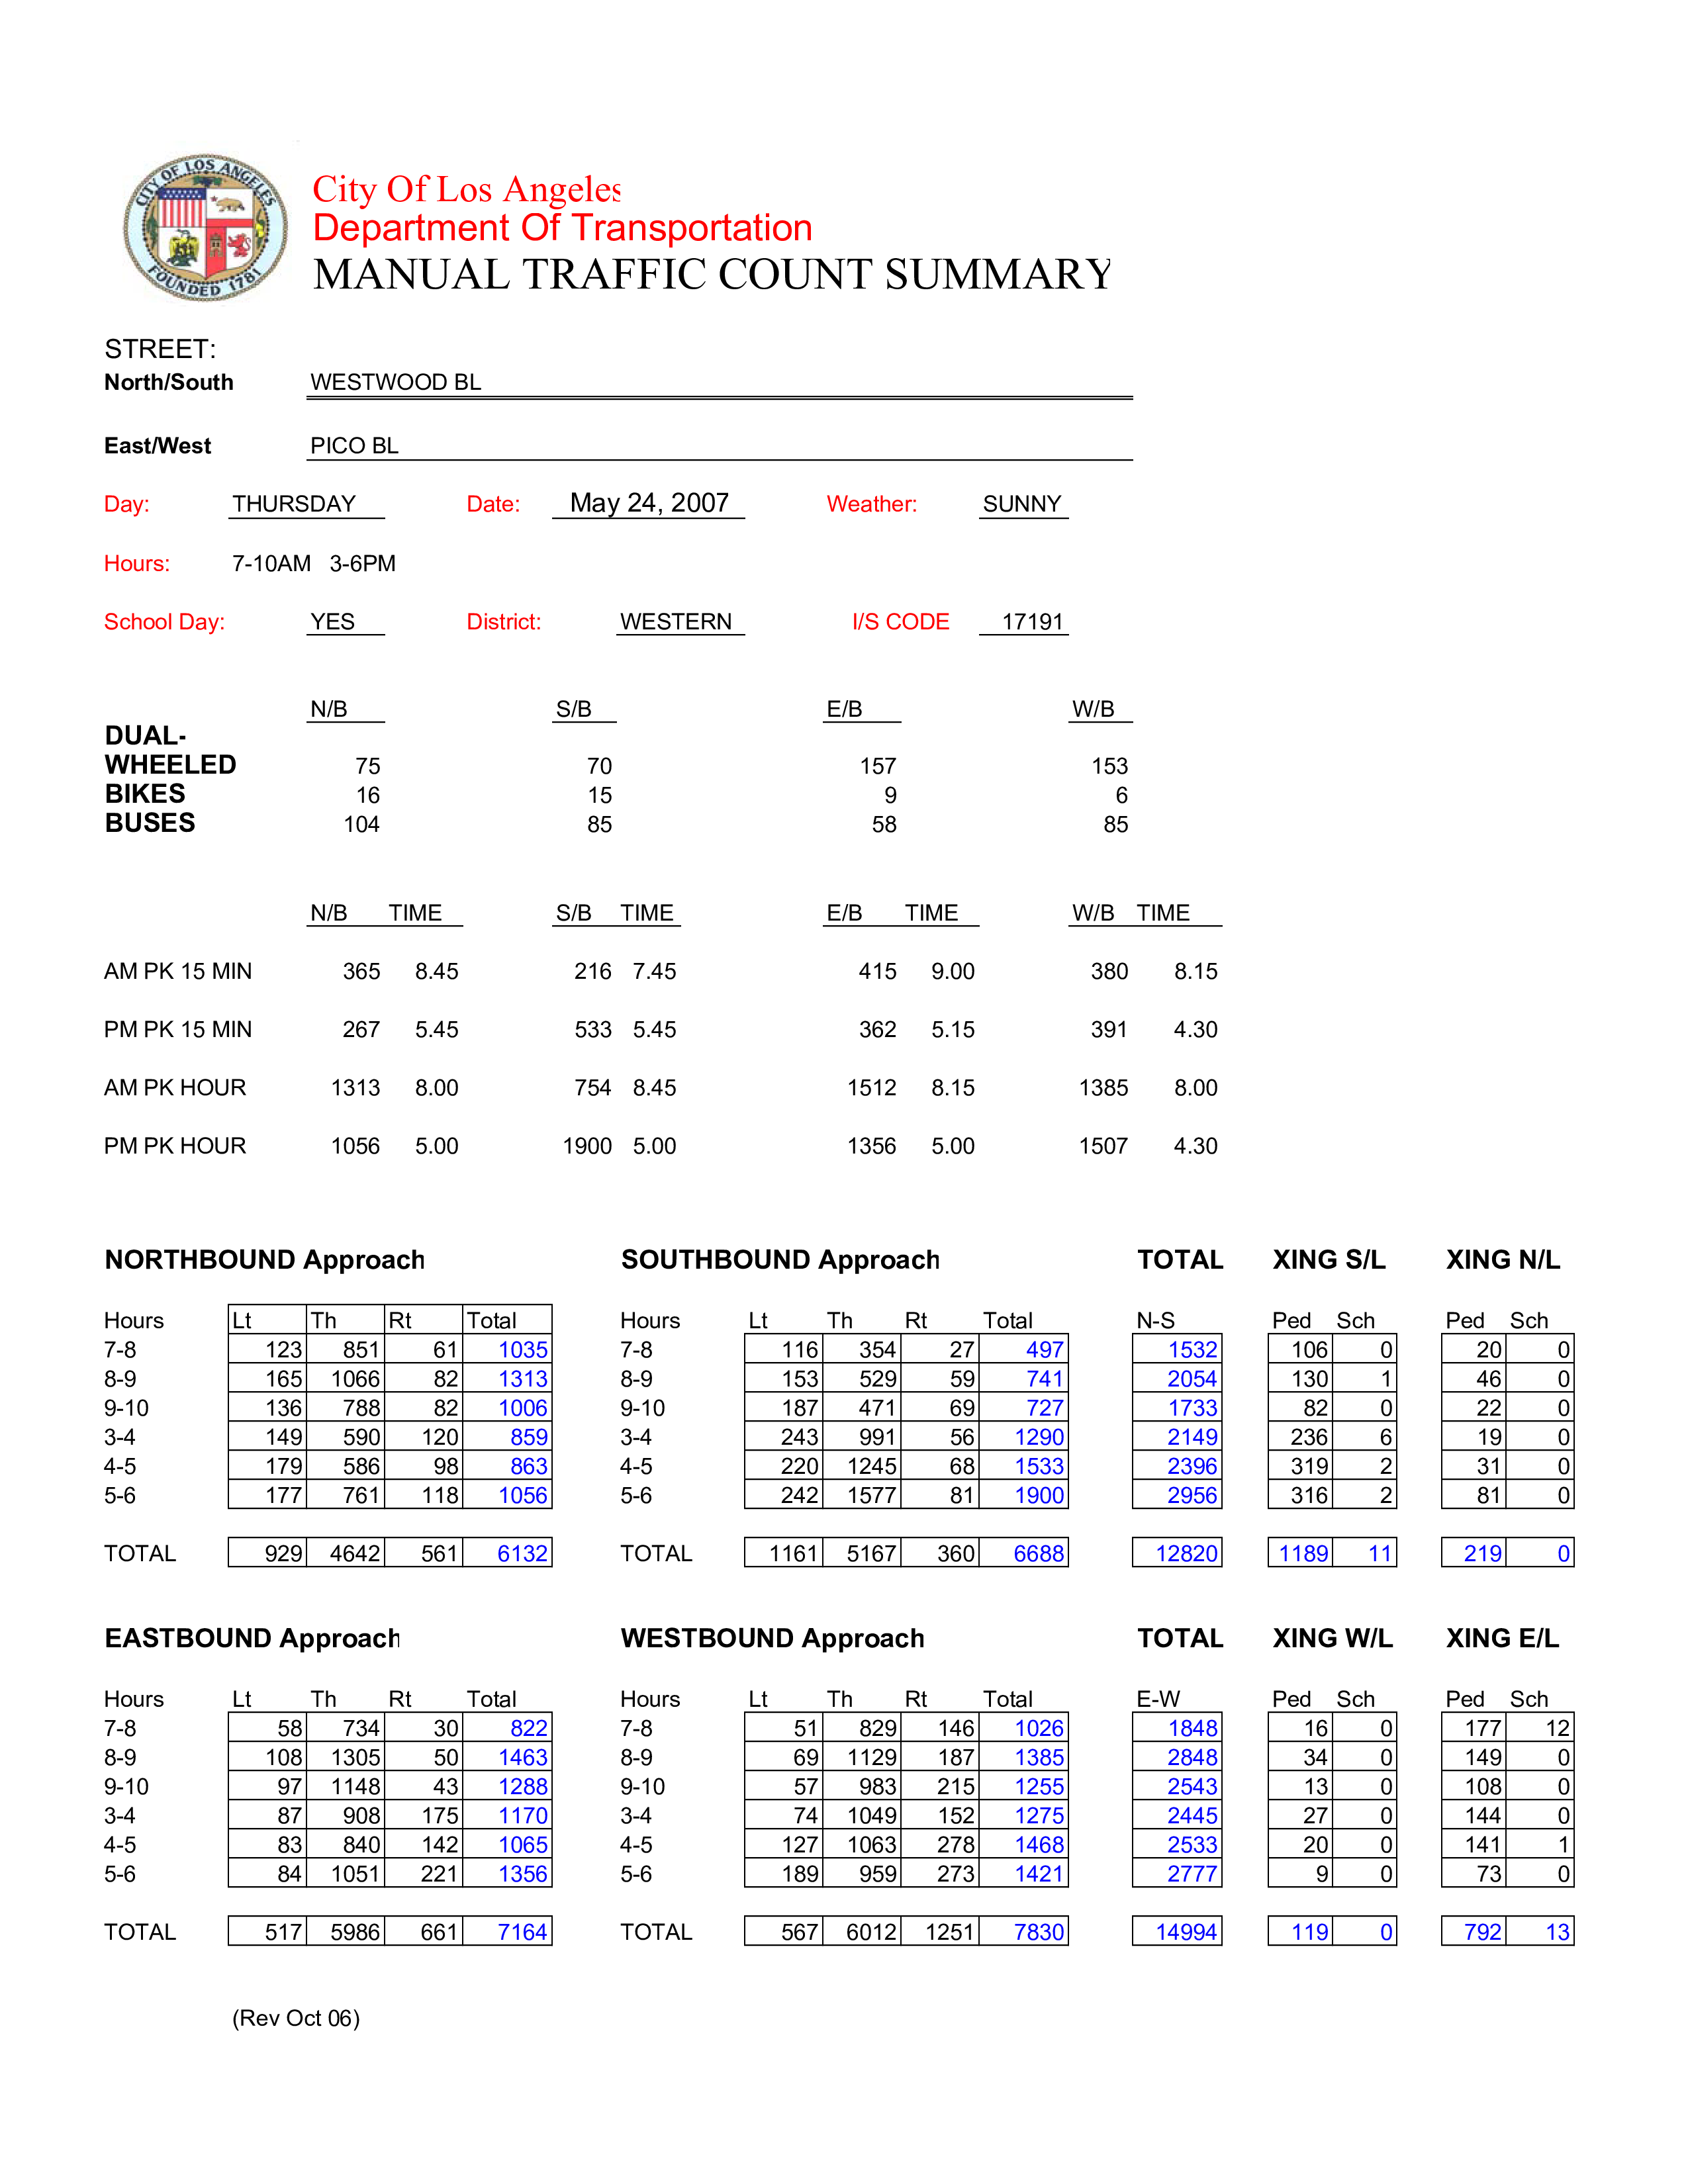 CITY OF LOS ANGELES
FOUNDED 1781
City Of Los Angeles
Department Of Transportation
MANUAL TRAFFIC COUNT SUMMARY
STREET:
North/South WESTWOOD BL
East/West PICO BL
Day: THURSDAY Date: May 24, 2007 Weather: SUNNY
Hours: 7-10AM 3-6PM
School Day: YES District: WESTERN I/S CODE 17191
N/B S/B E/B W/B
DUAL-
WHEELED 75 70 157 153
BIKES 16 15 9 6
BUSES 104 85 58 85
N/B TIME S/B TIME E/B TIME W/B TIME
AM PK 15 MIN 365 8.45 216 7.45 415 9.00 380 8.15
PM PK 15 MIN 267 5.45 533 5.45 362 5.15 391 4.30
AM PK HOUR 1313 8.00 754 8.45 1512 8.15 1385 8.00
PM PK HOUR 1056 5.00 1900 5.00 1356 5.00 1507 4.30
NORTHBOUND Approach SOUTHBOUND Approach TOTAL XING S/L XING N/L
Hours Lt Th Rt Total Hours Lt Th Rt Total N-S Ped Sch Ped Sch
7-8 123 851 61 1035 7-8 116 354 27 497 1532 106 0 20 0
8-9 165 1066 82 1313 8-9 153 529 59 741 2054 130 1 46 0
9-10 136 788 82 1006 9-10 187 471 69 727 1733 82 0 22 0
3-4 149 590 120 859 3-4 243 991 56 1290 2149 236 6 19 0
4-5 179 586 98 863 4-5 220 1245 68 1533 2396 319 2 31 0
5-6 177 761 118 1056 5-6 242 1577 81 1900 2956 316 2 81 0
TOTAL 929 4642 561 6132 TOTAL 1161 5167 360 6688 12820 1189 11 219 0
EASTBOUND Approach WESTBOUND Approach TOTAL XING W/L XING E/L
Hours Lt Th Rt Total Hours Lt Th Rt Total E-W Ped Sch Ped Sch
7-8 58 734 30 822 7-8 51 829 146 1026 1848 16 0 177 12
8-9 108 1305 50 1463 8-9 69 1129 187 1385 2848 34 0 149 0
9-10 97 1148 43 1288 9-10 57 983 215 1255 2543 13 0 108 0
3-4 87 908 175 1170 3-4 74 1049 152 1275 2445 27 0 144 0
4-5 83 840 142 1065 4-5 127 1063 278 1468 2533 20 0 141 1
5-6 84 1051 221 1356 5-6 189 959 273 1421 2777 9 0 73 0
TOTAL 517 5986 661 7164 TOTAL 567 6012 1251 7830 14994 119 0 792 13
(Rev Oct 06)